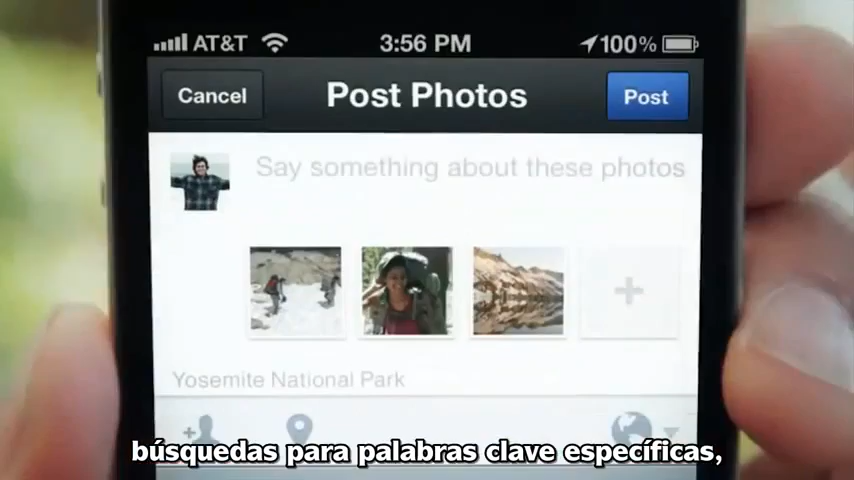 AT&T 3:56 PM 100%
Cancel Post Photos Post
Say something about these photos
Yosemite National Park
búsquedas para palabras clave específicas,